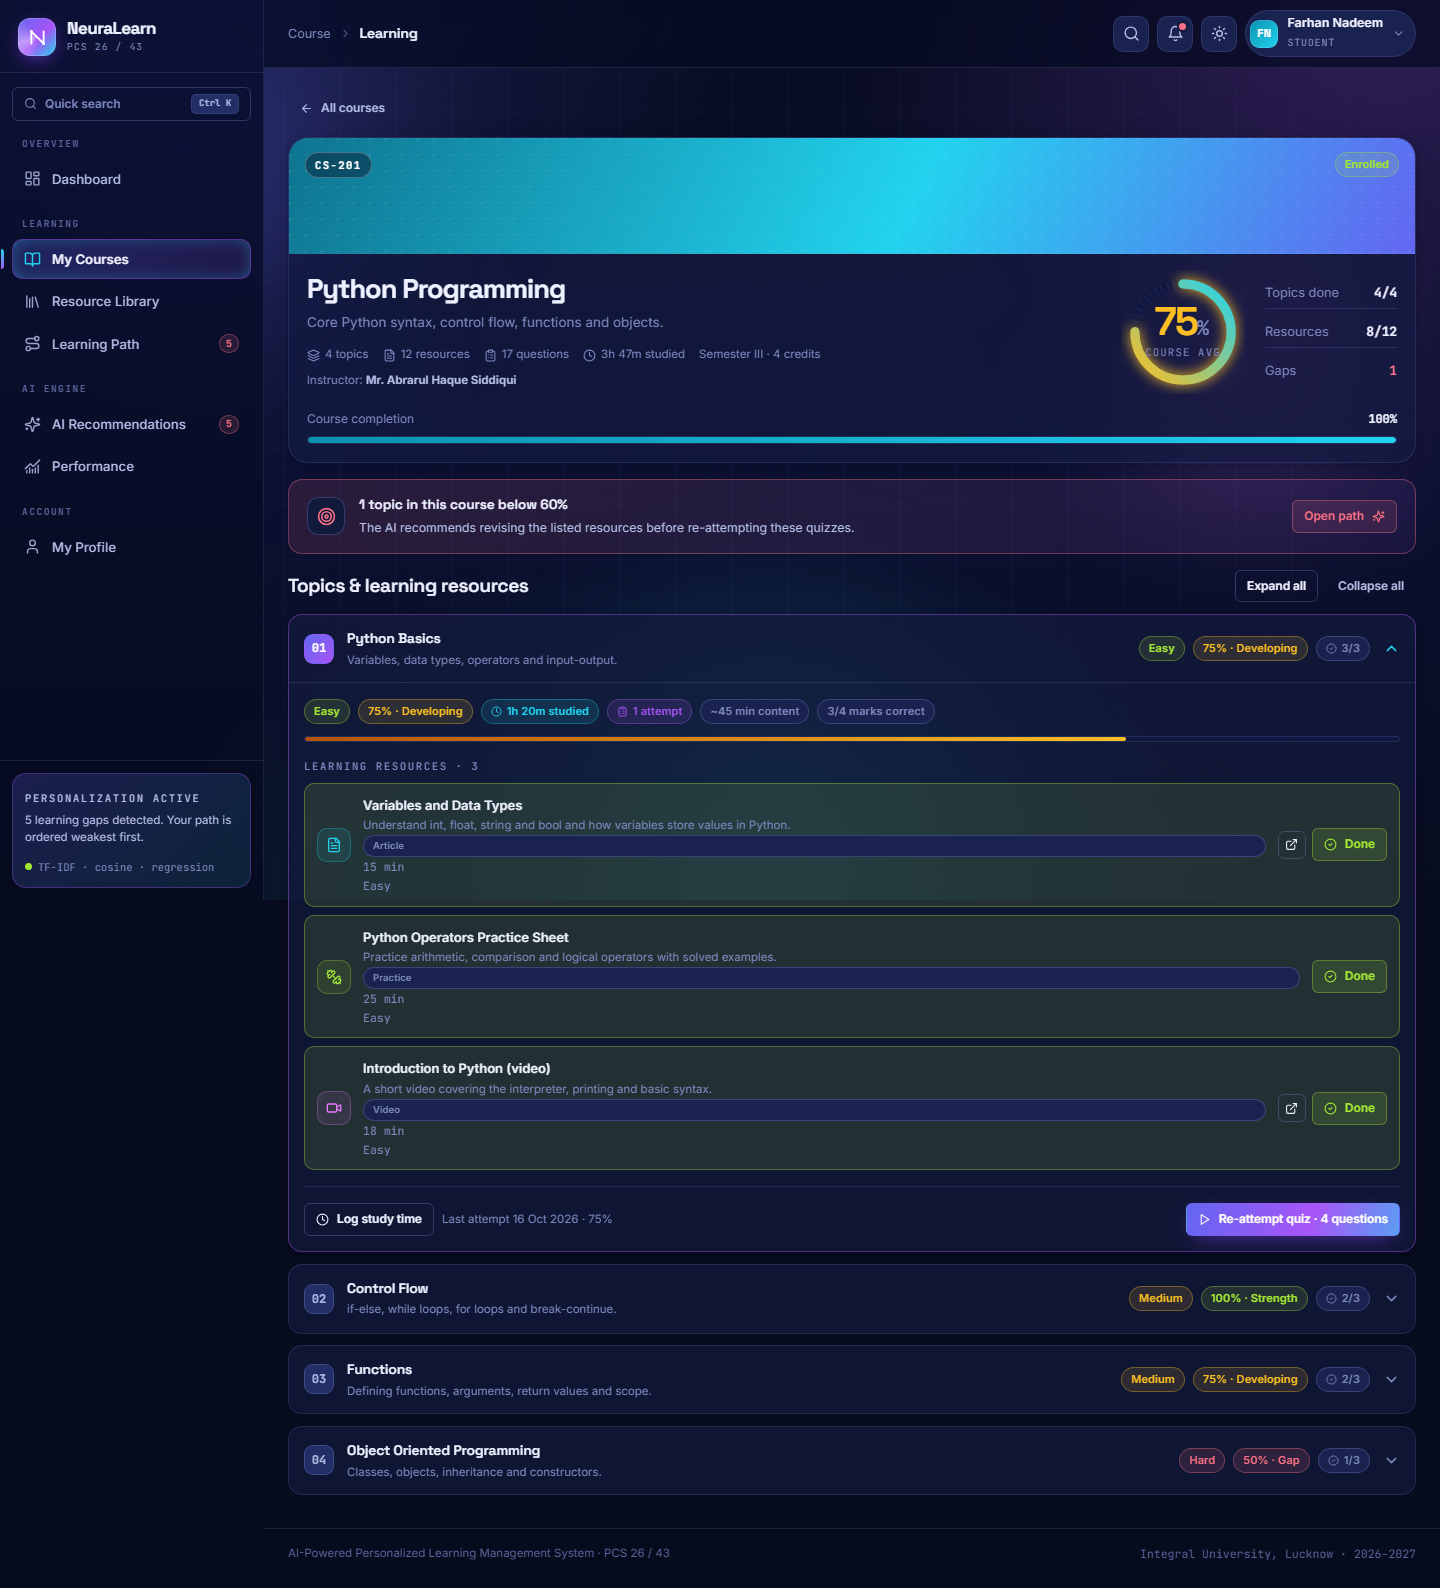 NeuraLearn
PCS 26 / 43
Quick search
Ctrl K
OVERVIEW
Dashboard
LEARNING
My Courses
Resource Library
Learning Path
5
AI ENGINE
AI Recommendations
5
Performance
ACCOUNT
My Profile
PERSONALIZATION ACTIVE
5 learning gaps detected. Your path is
ordered weakest first.
TF-IDF · cosine · regression
Course
Learning
FN
Farhan Nadeem
STUDENT
All courses
CS-201
Enrolled
Python Programming
Core Python syntax, control flow, functions and objects.
4 topics
12 resources
17 questions
3h 47m studied
Semester III · 4 credits
Instructor: Mr. Abrarul Haque Siddiqui
75%
COURSE AVG
Topics done
4/4
Resources
8/12
Gaps
1
Course completion
100%
1 topic in this course below 60%
The AI recommends revising the listed resources before re-attempting these quizzes.
Open path
Topics & learning resources
Expand all
Collapse all
01
Python Basics
Variables, data types, operators and input-output.
Easy
75% · Developing
3/3
Easy
75% · Developing
1h 20m studied
1 attempt
~45 min content
3/4 marks correct
LEARNING RESOURCES · 3
Variables and Data Types
Understand int, float, string and bool and how variables store values in Python.
Article
15 min
Easy
Done
Python Operators Practice Sheet
Practice arithmetic, comparison and logical operators with solved examples.
Practice
25 min
Easy
Done
Introduction to Python (video)
A short video covering the interpreter, printing and basic syntax.
Video
18 min
Easy
Done
Log study time
Last attempt 16 Oct 2026 · 75%
Re-attempt quiz · 4 questions
02
Control Flow
if-else, while loops, for loops and break-continue.
Medium
100% · Strength
2/3
03
Functions
Defining functions, arguments, return values and scope.
Medium
75% · Developing
2/3
04
Object Oriented Programming
Classes, objects, inheritance and constructors.
Hard
50% · Gap
1/3
AI-Powered Personalized Learning Management System · PCS 26 / 43
Integral University, Lucknow · 2026-2027